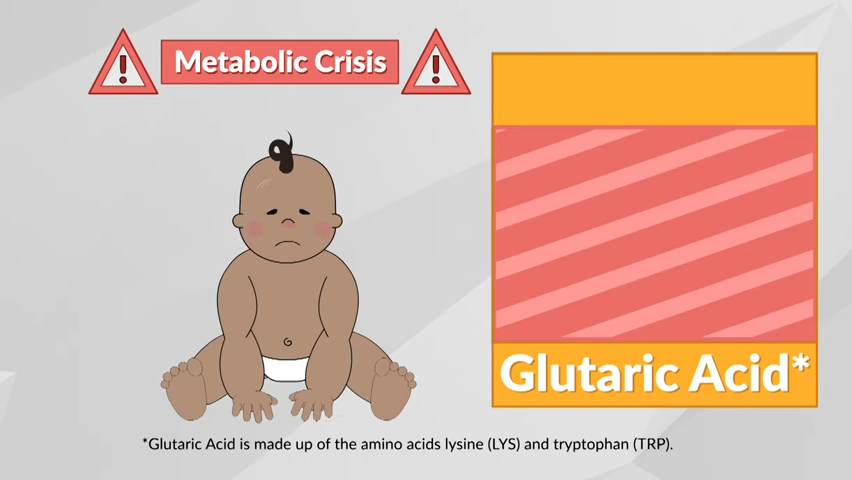 ! Metabolic Crisis !
Glutaric Acid*
*Glutaric Acid is made up of the amino acids lysine (LYS) and tryptophan (TRP).